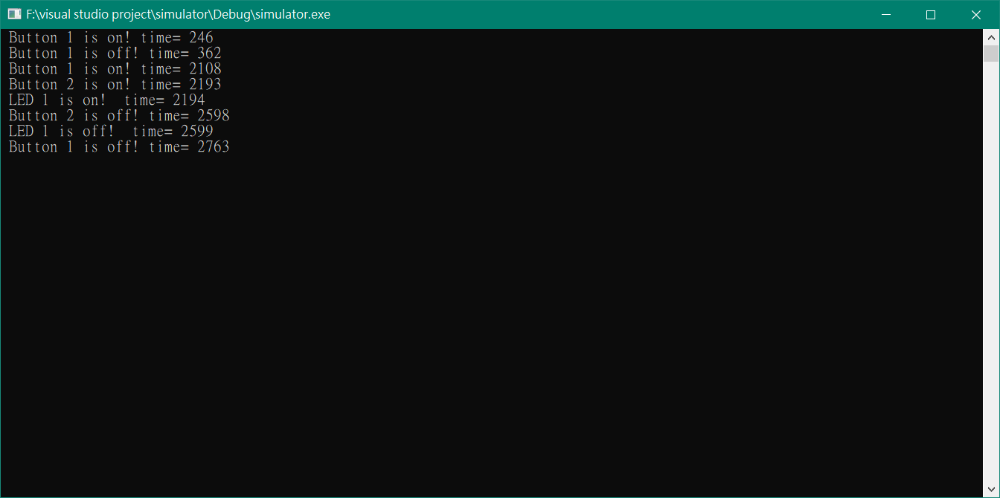 F:\visual studio project\simulator\Debug\simulator.exe
Button 1 is on! time= 246
Button 1 is off! time= 362
Button 1 is on! time= 2108
Button 2 is on! time= 2193
LED 1 is on!  time= 2194
Button 2 is off! time= 2598
LED 1 is off!  time= 2599
Button 1 is off! time= 2763